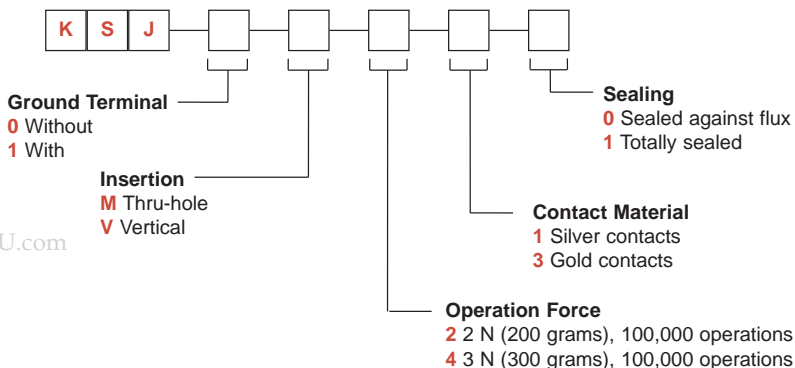 K S J
Ground Terminal
0 Without
1 With
Insertion
M Thru-hole
V Vertical
U.com
Sealing
0 Sealed against flux
1 Totally sealed
Contact Material
1 Silver contacts
3 Gold contacts
Operation Force
2 2 N (200 grams), 100,000 operations
4 3 N (300 grams), 100,000 operations